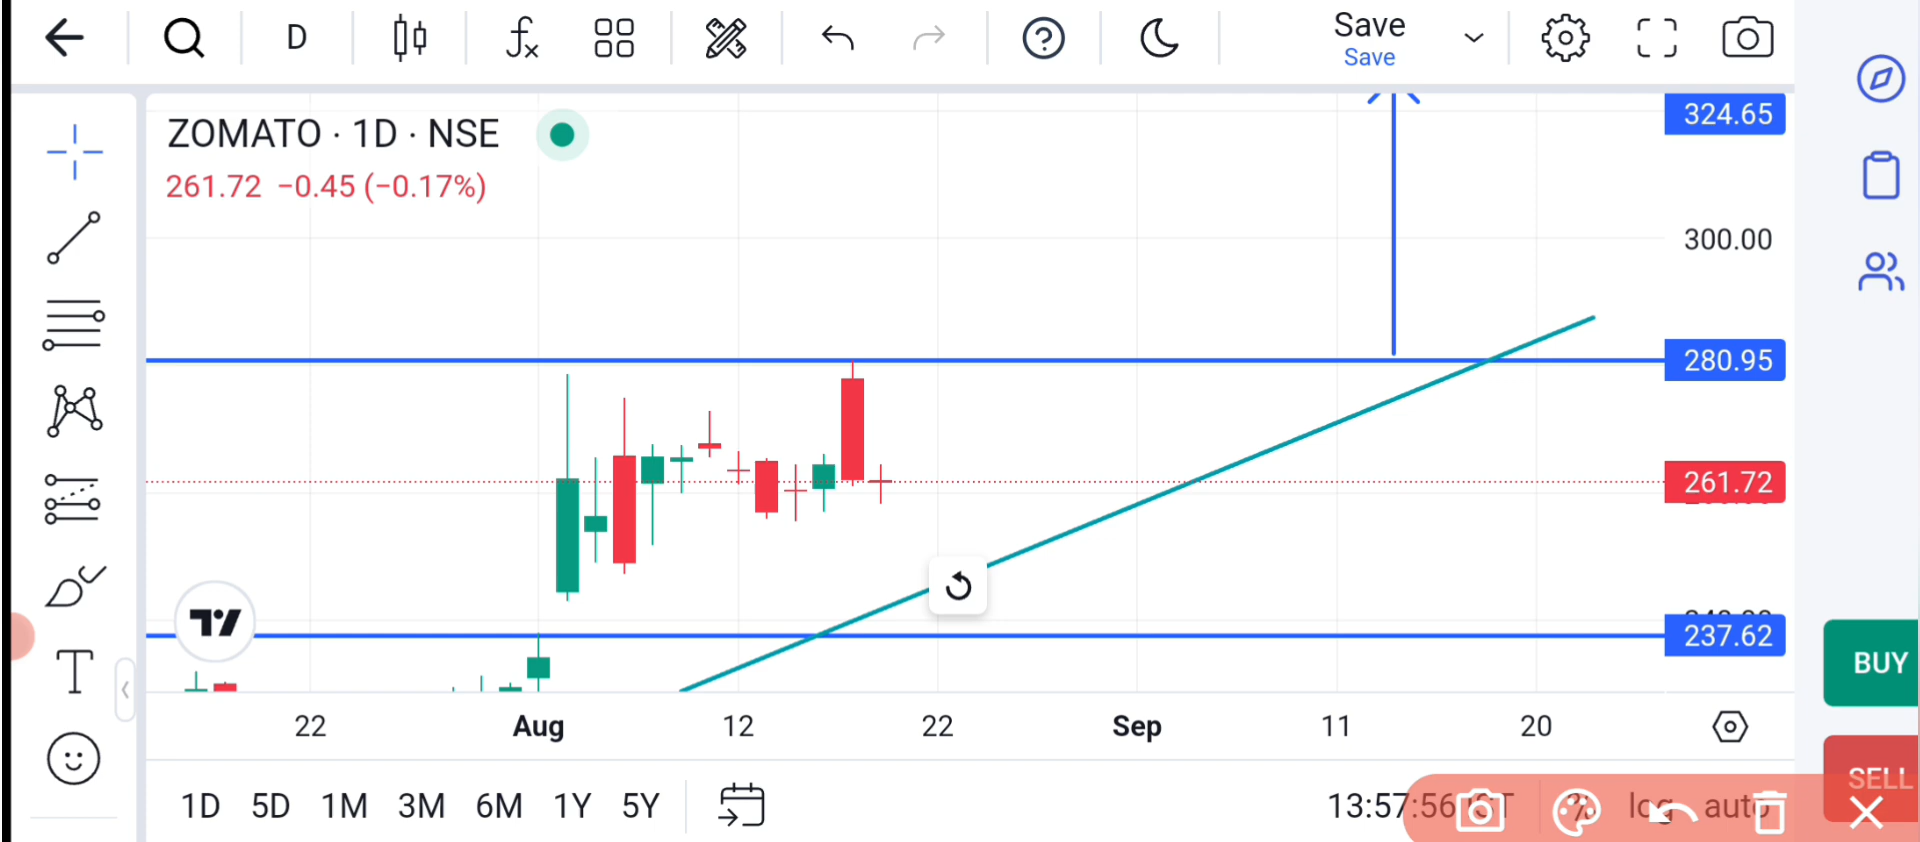 D
Save
Save
ZOMATO · 1D · NSE
261.72 −0.45 (−0.17%)
324.65
300.00
280.95
261.72
237.62
BUY
SELL
22 Aug 12 22 Sep 11 20
1D 5D 1M 3M 6M 1Y 5Y
13:57:56
log auto